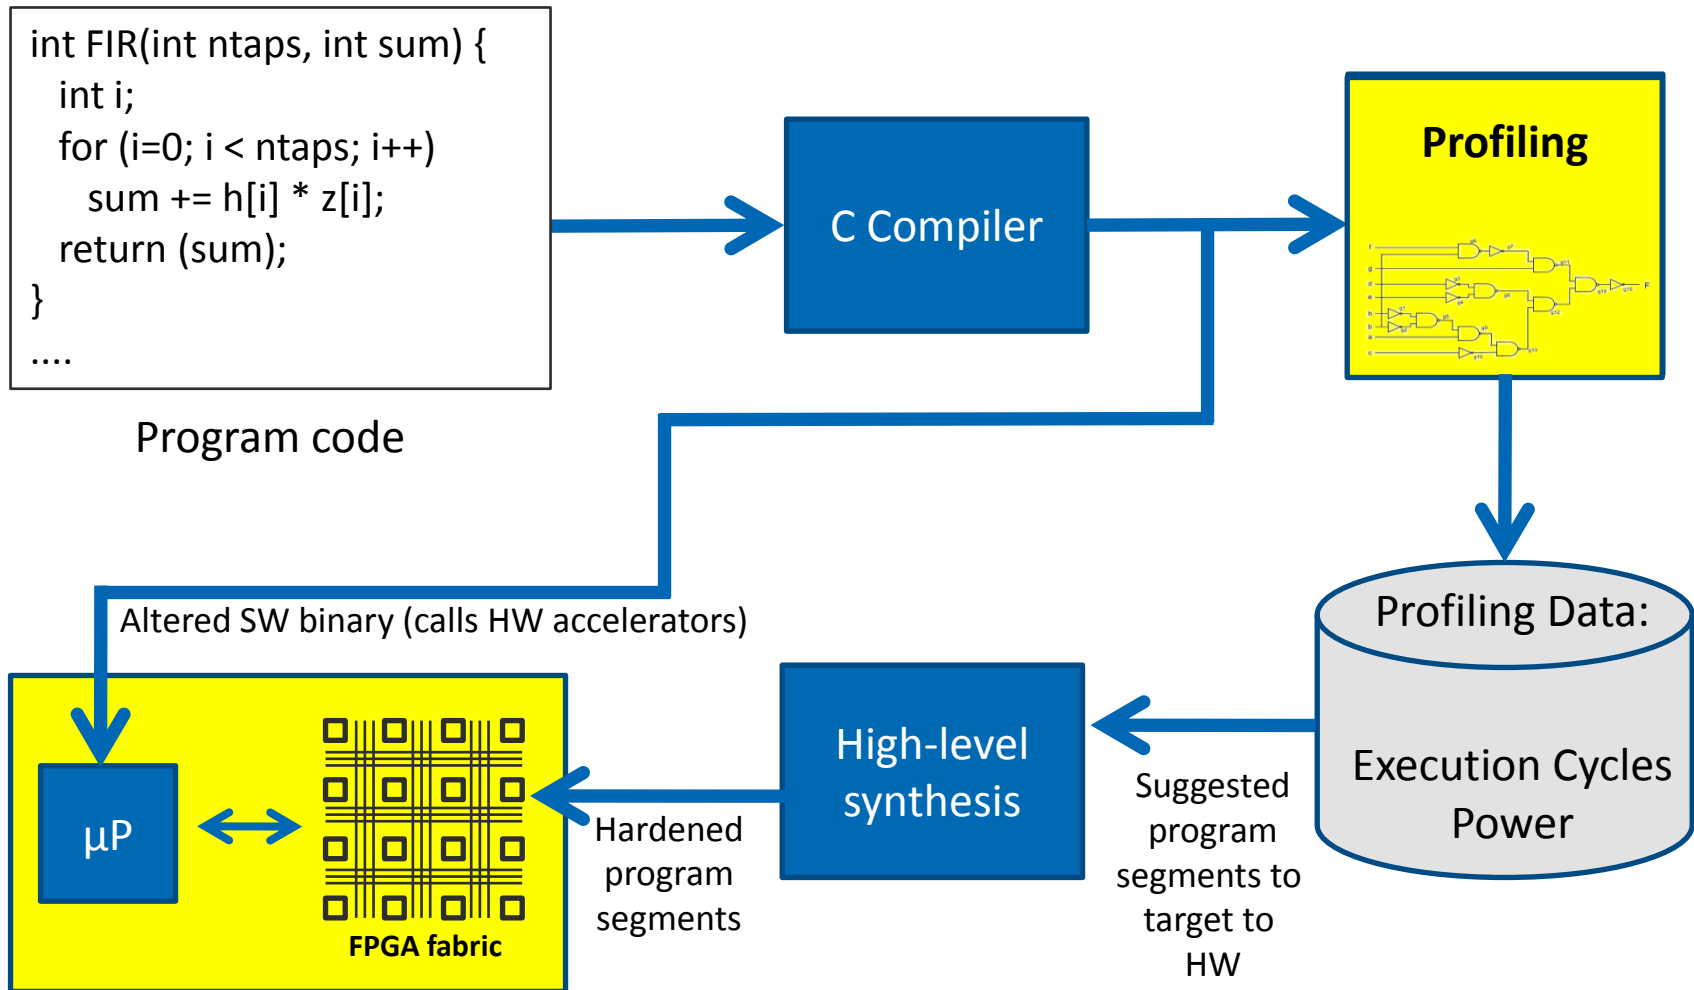 int FIR(int ntaps, int sum) {
int i;
for (i=0; i < ntaps; i++)
sum += h[i] * z[i];
return (sum);
}
....
Program code
C Compiler
Profiling
f
g
d
e
h
b
a
c
F
Profiling Data:
Execution Cycles
Power
Altered SW binary (calls HW accelerators)
µP
FPGA fabric
Hardened
program
segments
High-level
synthesis
Suggested
program
segments to
target to
HW